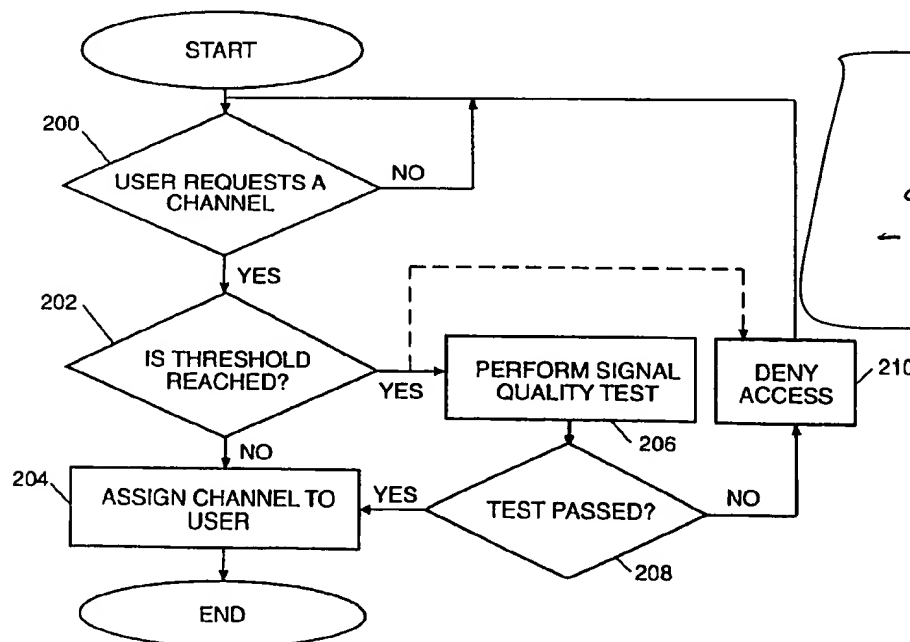 START
200
USER REQUESTS A
CHANNEL
NO
YES
202
IS THRESHOLD
REACHED?
YES
PERFORM SIGNAL
QUALITY TEST
206
DENY
ACCESS
210
NO
204
ASSIGN CHANNEL TO
USER
YES
TEST PASSED?
NO
208
END